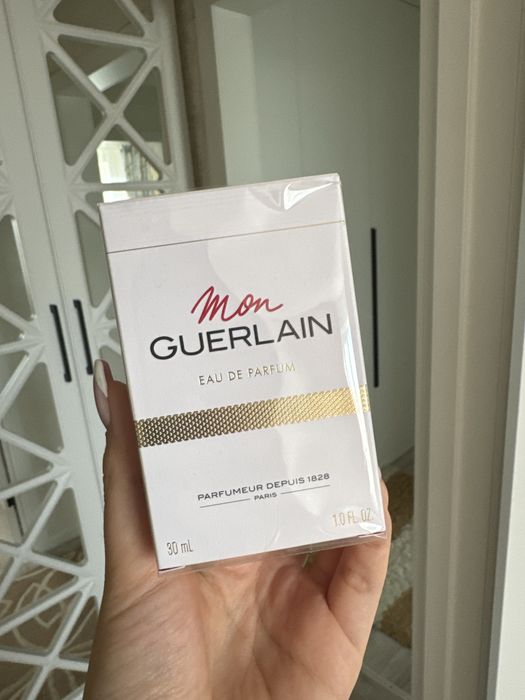 Mon
GUERLAIN
EAU DE PARFUM
PARFUMEUR DEPUIS 1828
PARIS
1.0 FL. OZ
30 mL